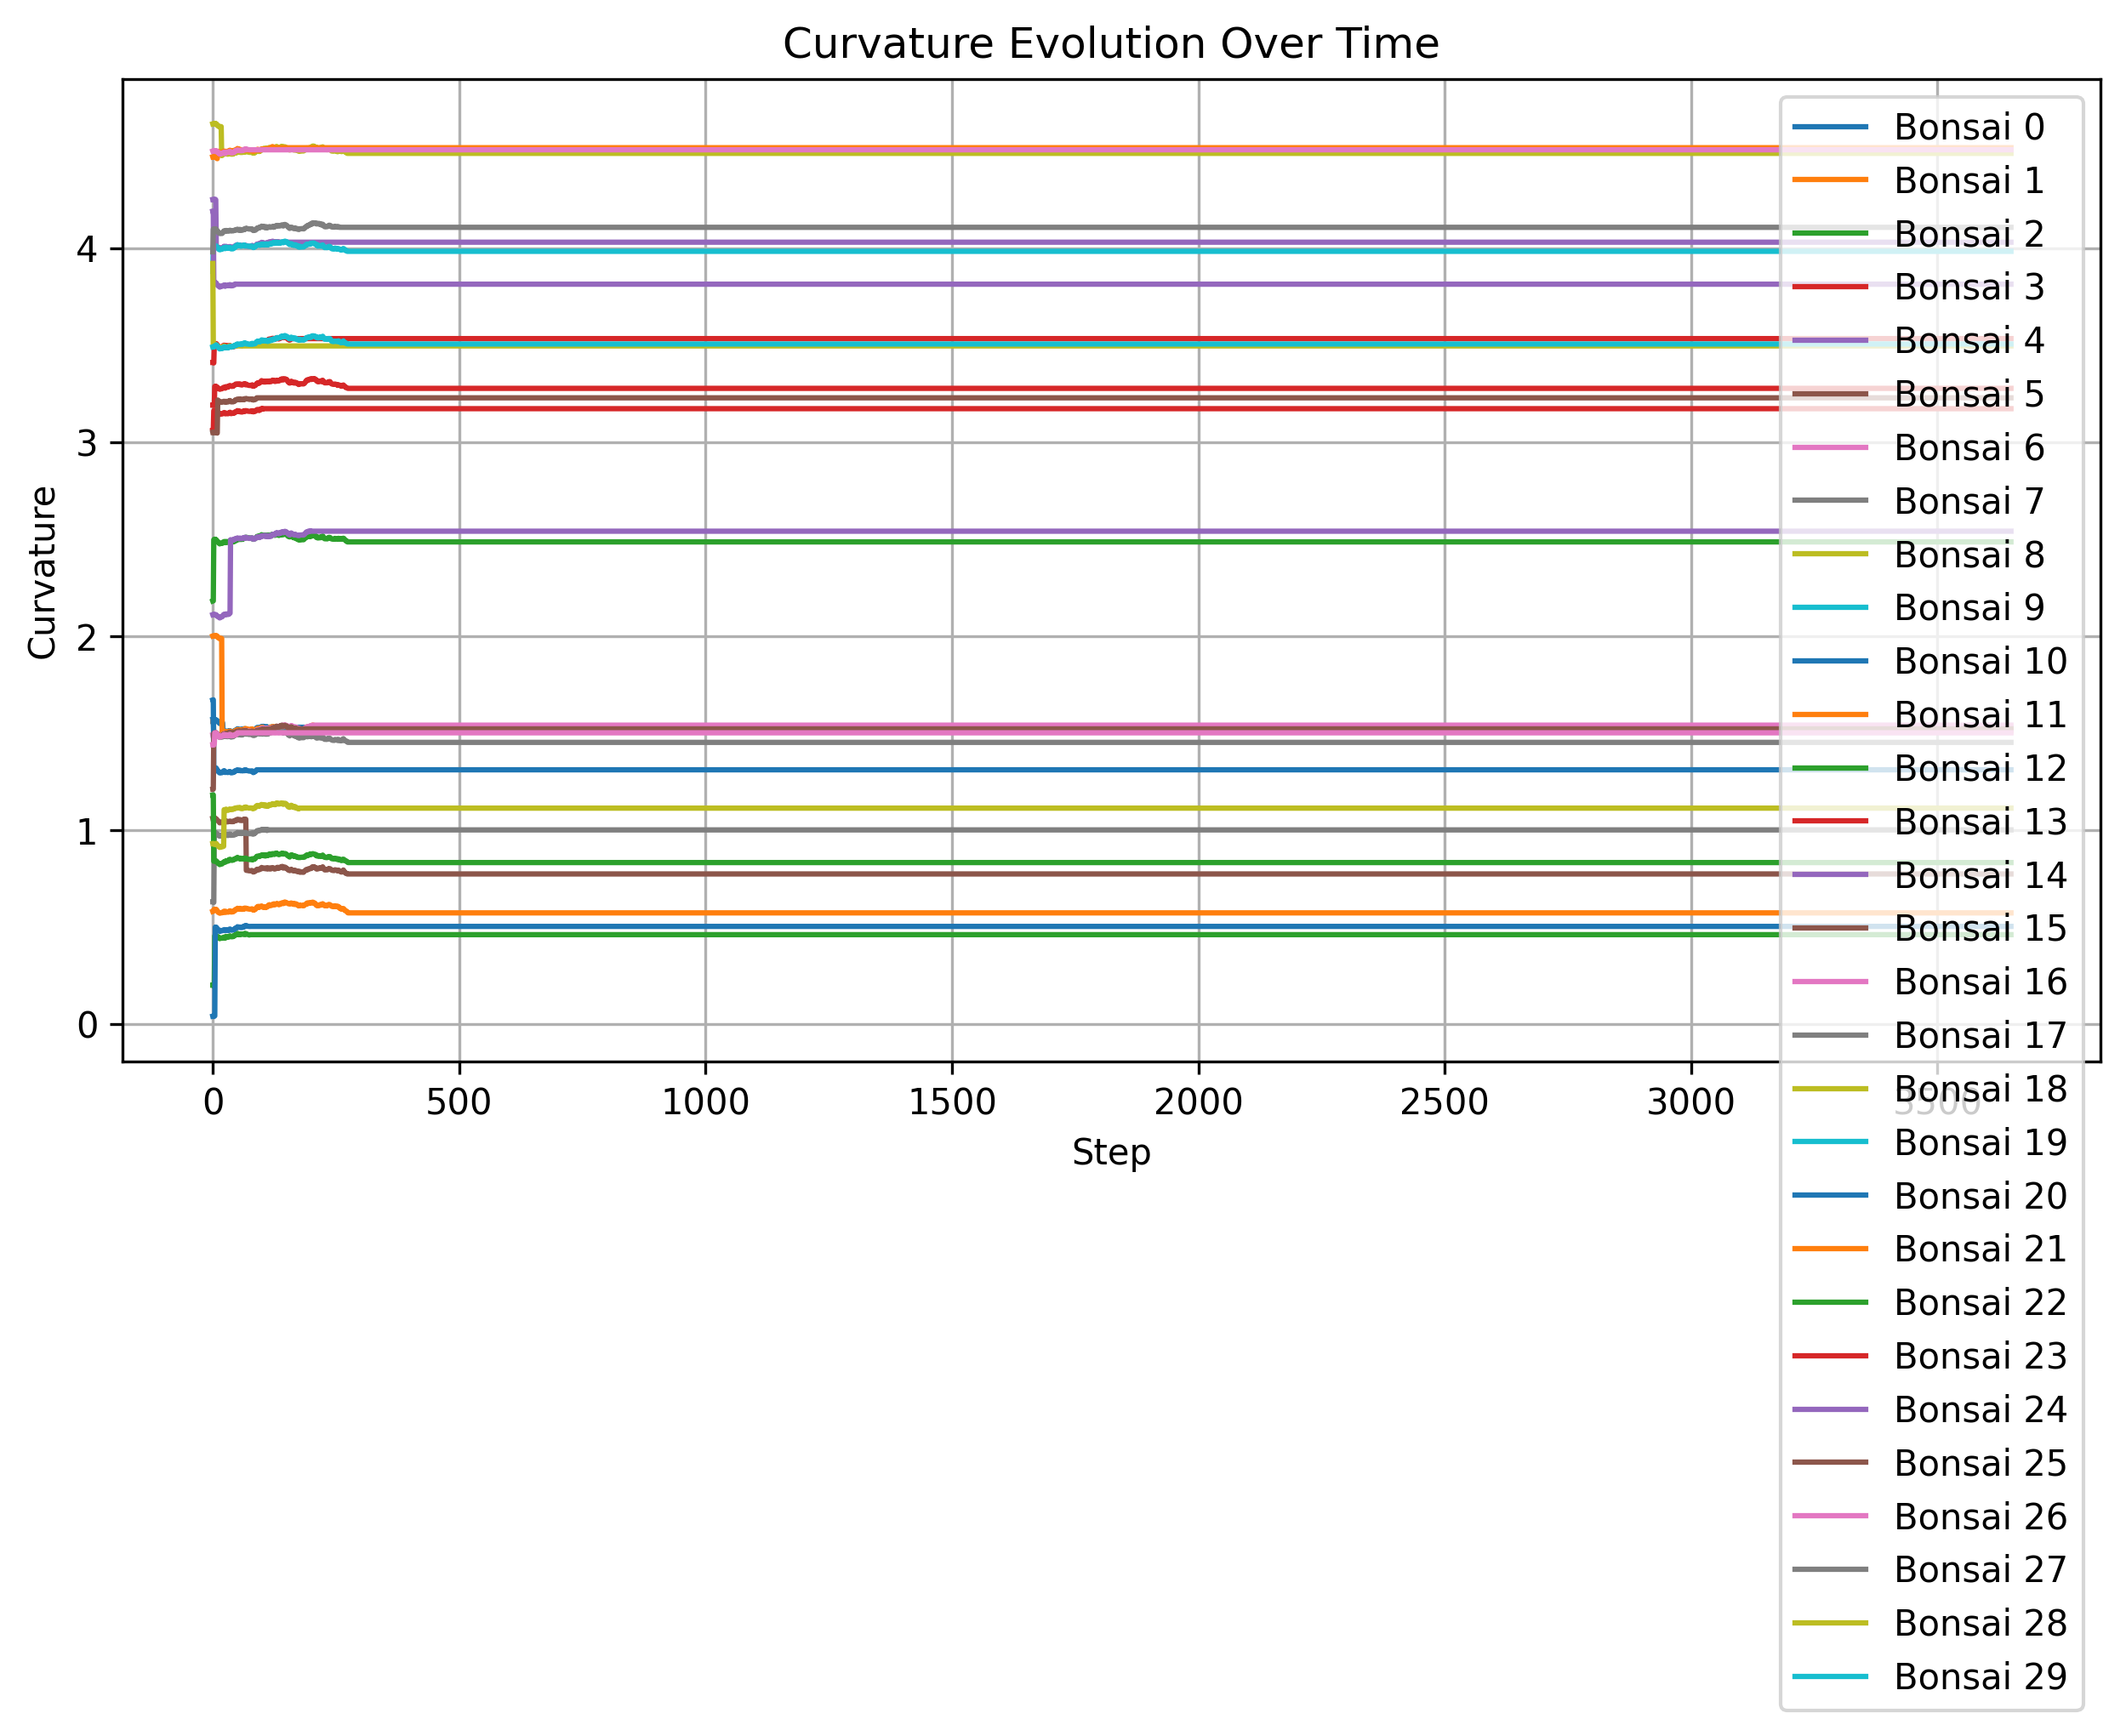 Curvature Evolution Over Time
Curvature
4
3
2
1
0
0 500 1000 1500 2000 2500 3000 3500
Step
Bonsai 0
Bonsai 1
Bonsai 2
Bonsai 3
Bonsai 4
Bonsai 5
Bonsai 6
Bonsai 7
Bonsai 8
Bonsai 9
Bonsai 10
Bonsai 11
Bonsai 12
Bonsai 13
Bonsai 14
Bonsai 15
Bonsai 16
Bonsai 17
Bonsai 18
Bonsai 19
Bonsai 20
Bonsai 21
Bonsai 22
Bonsai 23
Bonsai 24
Bonsai 25
Bonsai 26
Bonsai 27
Bonsai 28
Bonsai 29